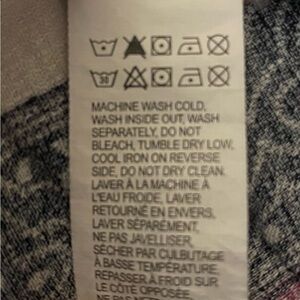 30
MACHINE WASH COLD,
WASH INSIDE OUT, WASH
SEPARATELY, DO NOT
BLEACH, TUMBLE DRY LOW,
COOL IRON ON REVERSE
SIDE, DO NOT DRY CLEAN.
LAVER À LA MACHINE À
L'EAU FROIDE, LAVER
RETOURNÉ EN ENVERS,
LAVER SÉPARÉMENT,
NE PAS JAVELLISER,
SÉCHER PAR CULBUTAGE
À BASSE TEMPÉRATURE,
REPASSER À FROID SUR
LE CÔTÉ OPPOSÉE